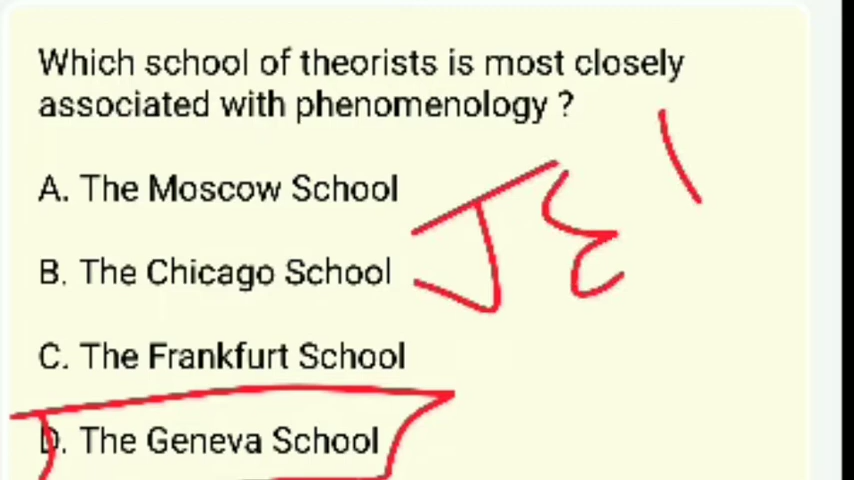 Which school of theorists is most closely
associated with phenomenology ?
A. The Moscow School
B. The Chicago School
C. The Frankfurt School
D. The Geneva School